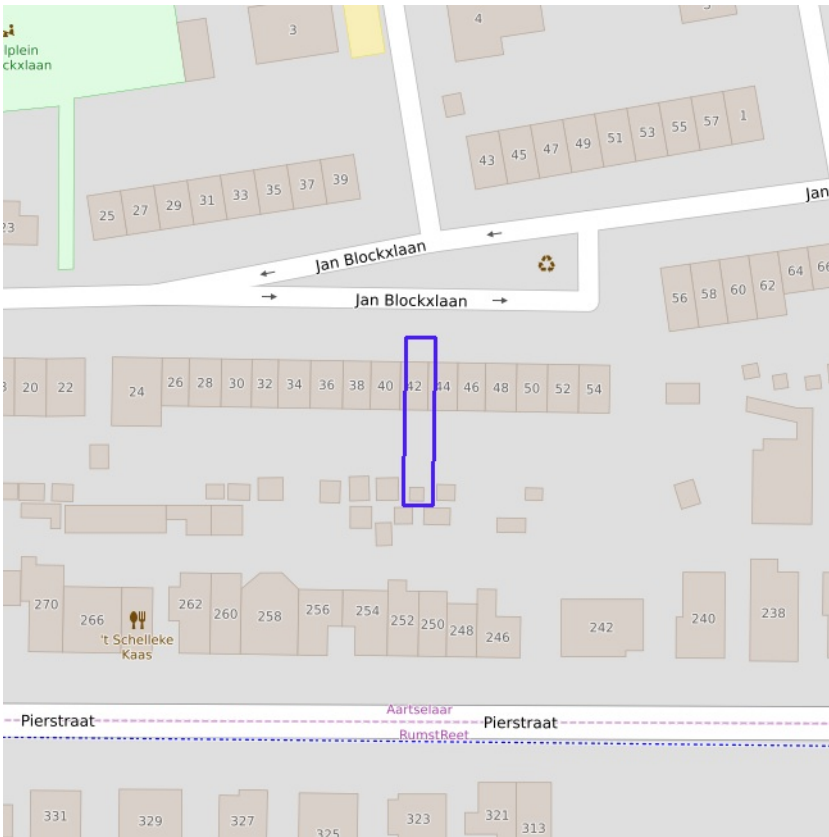 3
4
lplein
ckxlaan
43 45 47 49 51 53 55 57 1
25 27 29 31 33 35 37 39
Jan
23
Jan Blockxlaan
Jan Blockxlaan
56 58 60 62 64 66
20 22 24 26 28 30 32 34 36 38 40 42 44 46 48 50 52 54
270 266 262 260 258 256 254 252 250 248 246 242 240 238
't Schelleke
Kaas
Aartselaar
Pierstraat Pierstraat
RumstReet
331 329 327 325 323 321 313